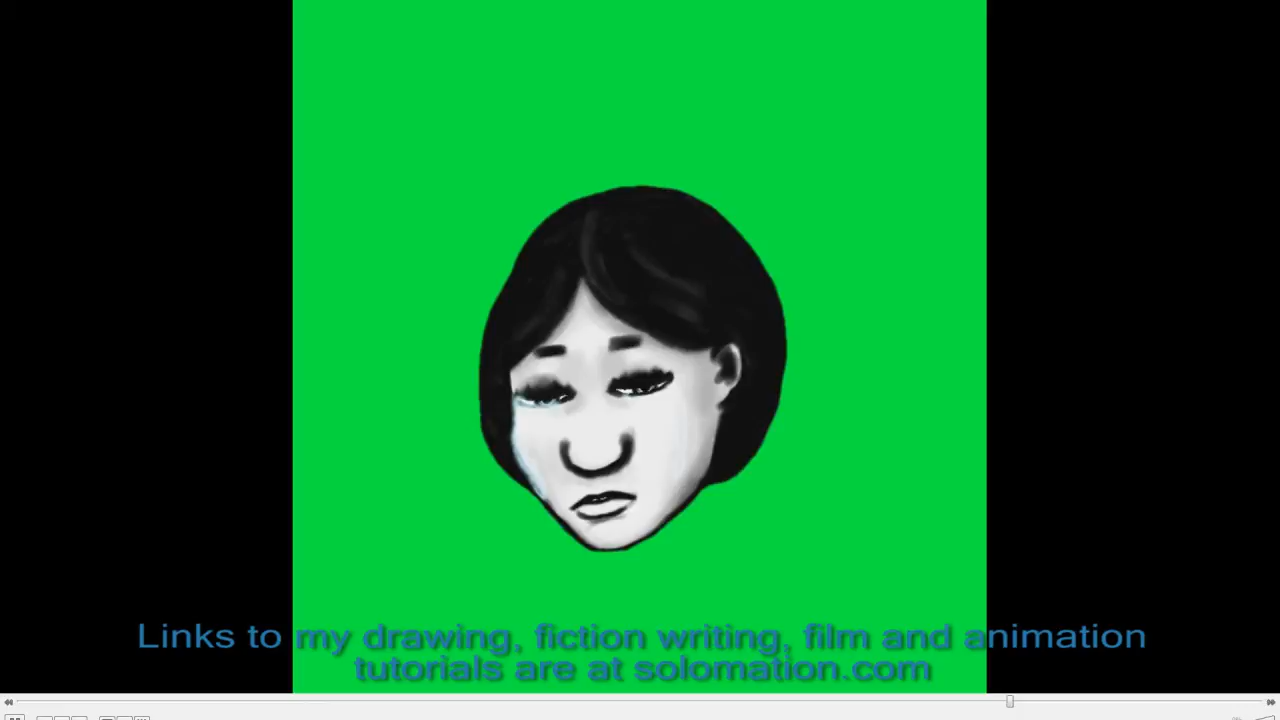 Links to my drawing, fiction writing, film and animation
tutorials are at solomation.com